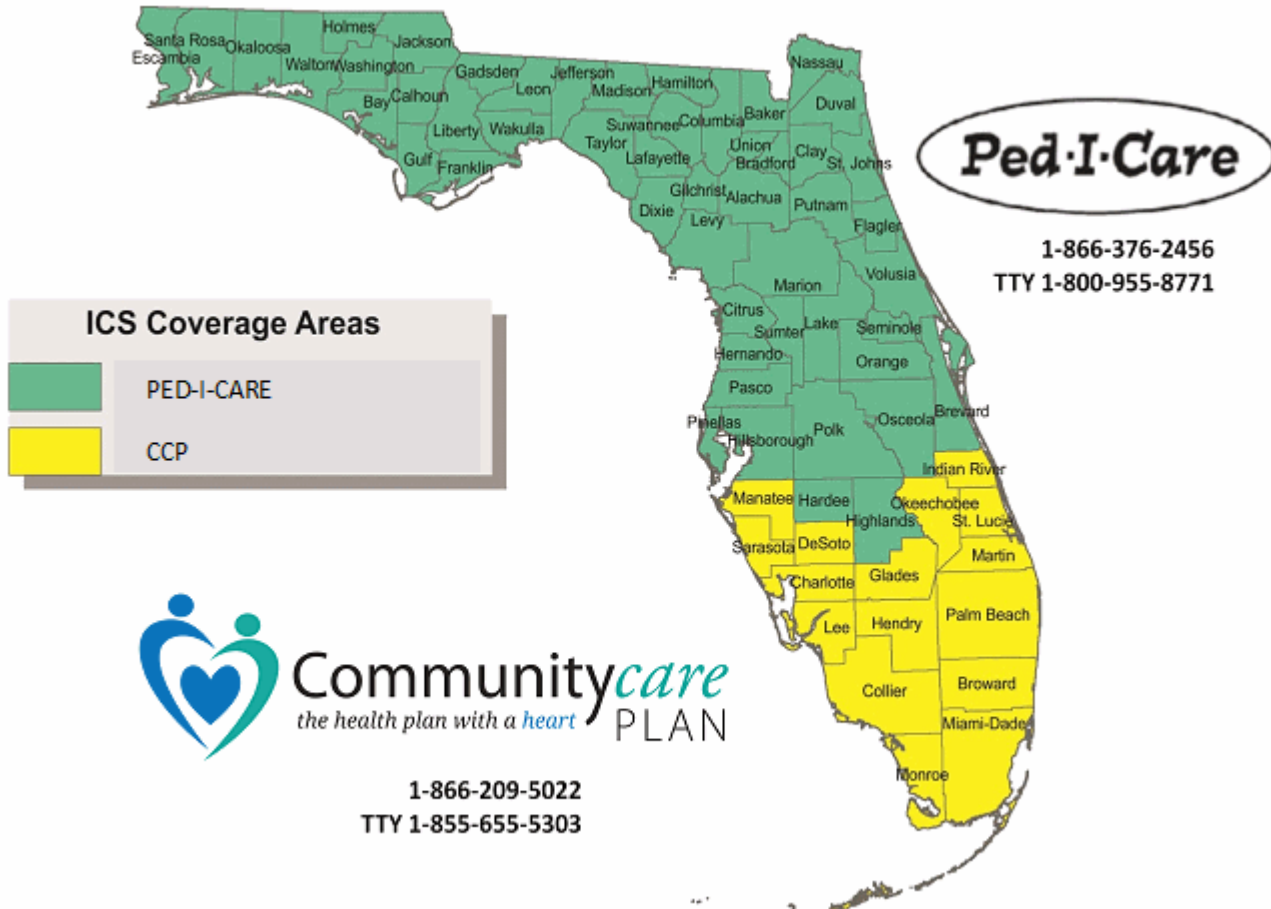 Holmes
Jackson
Santa Rosa
Okaloosa
Escambia
Walton
Washington
Bay
Calhoun
Gadsden
Leon
Jefferson
Madison
Hamilton
Liberty
Wakulla
Gulf
Franklin
Taylor
Suwannee
Columbia
Baker
Nassau
Duval
Lafayette
Union
Bradford
Clay
St. Johns
Dixie
Gilchrist
Alachua
Putnam
Levy
Flagler
Marion
Volusia
Citrus
Sumter
Lake
Seminole
Hernando
Orange
Pasco
Pinellas
Hillsborough
Polk
Osceola
Brevard
Indian River
Manatee
Hardee
Highlands
Okeechobee
St. Lucie
Sarasota
DeSoto
Martin
Charlotte
Glades
Lee
Hendry
Palm Beach
Collier
Broward
Miami-Dade
Monroe
Ped·I·Care
1-866-376-2456
TTY 1-800-955-8771
ICS Coverage Areas
PED-I-CARE
CCP
Communitycare
the health plan with a heart PLAN
1-866-209-5022
TTY 1-855-655-5303